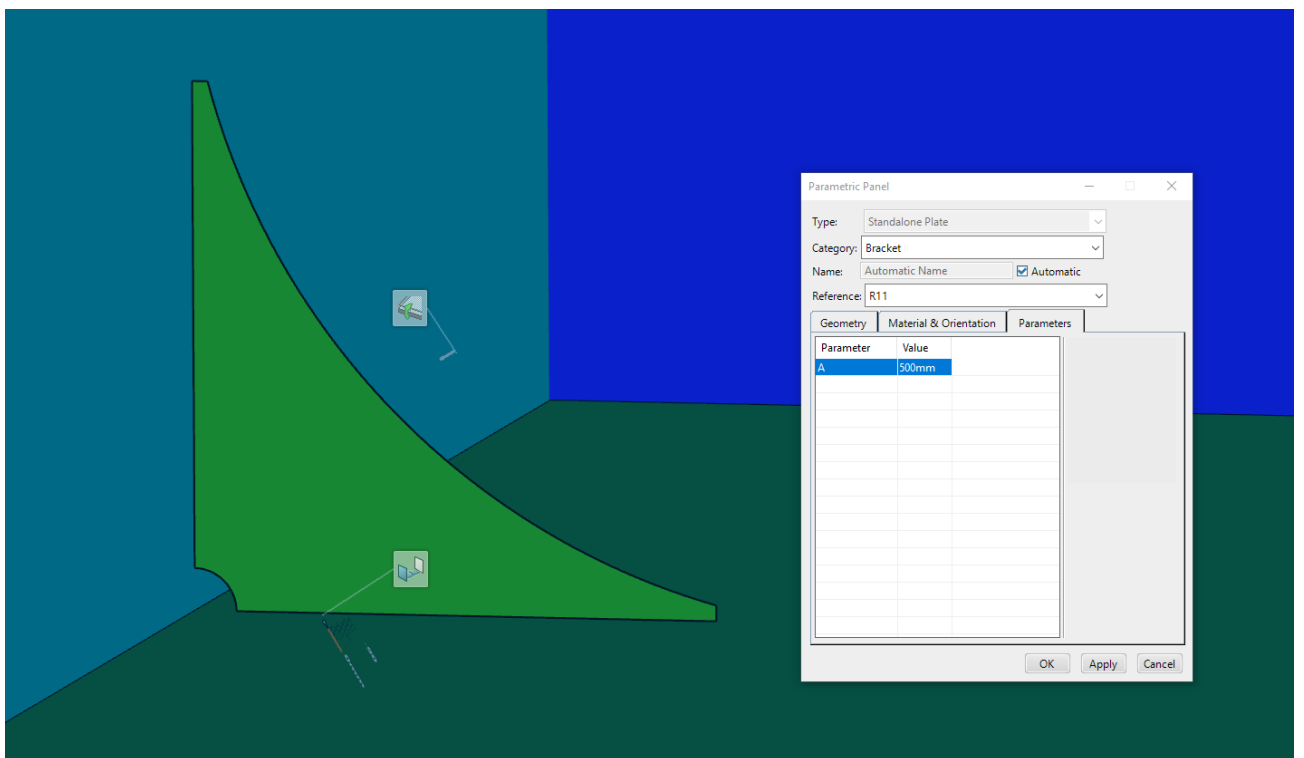 Parametric Panel
Type: Standalone Plate
Category: Bracket
Name: Automatic Name Automatic
Reference: R11
Geometry Material & Orientation Parameters
Parameter Value
A 500mm
OK Apply Cancel